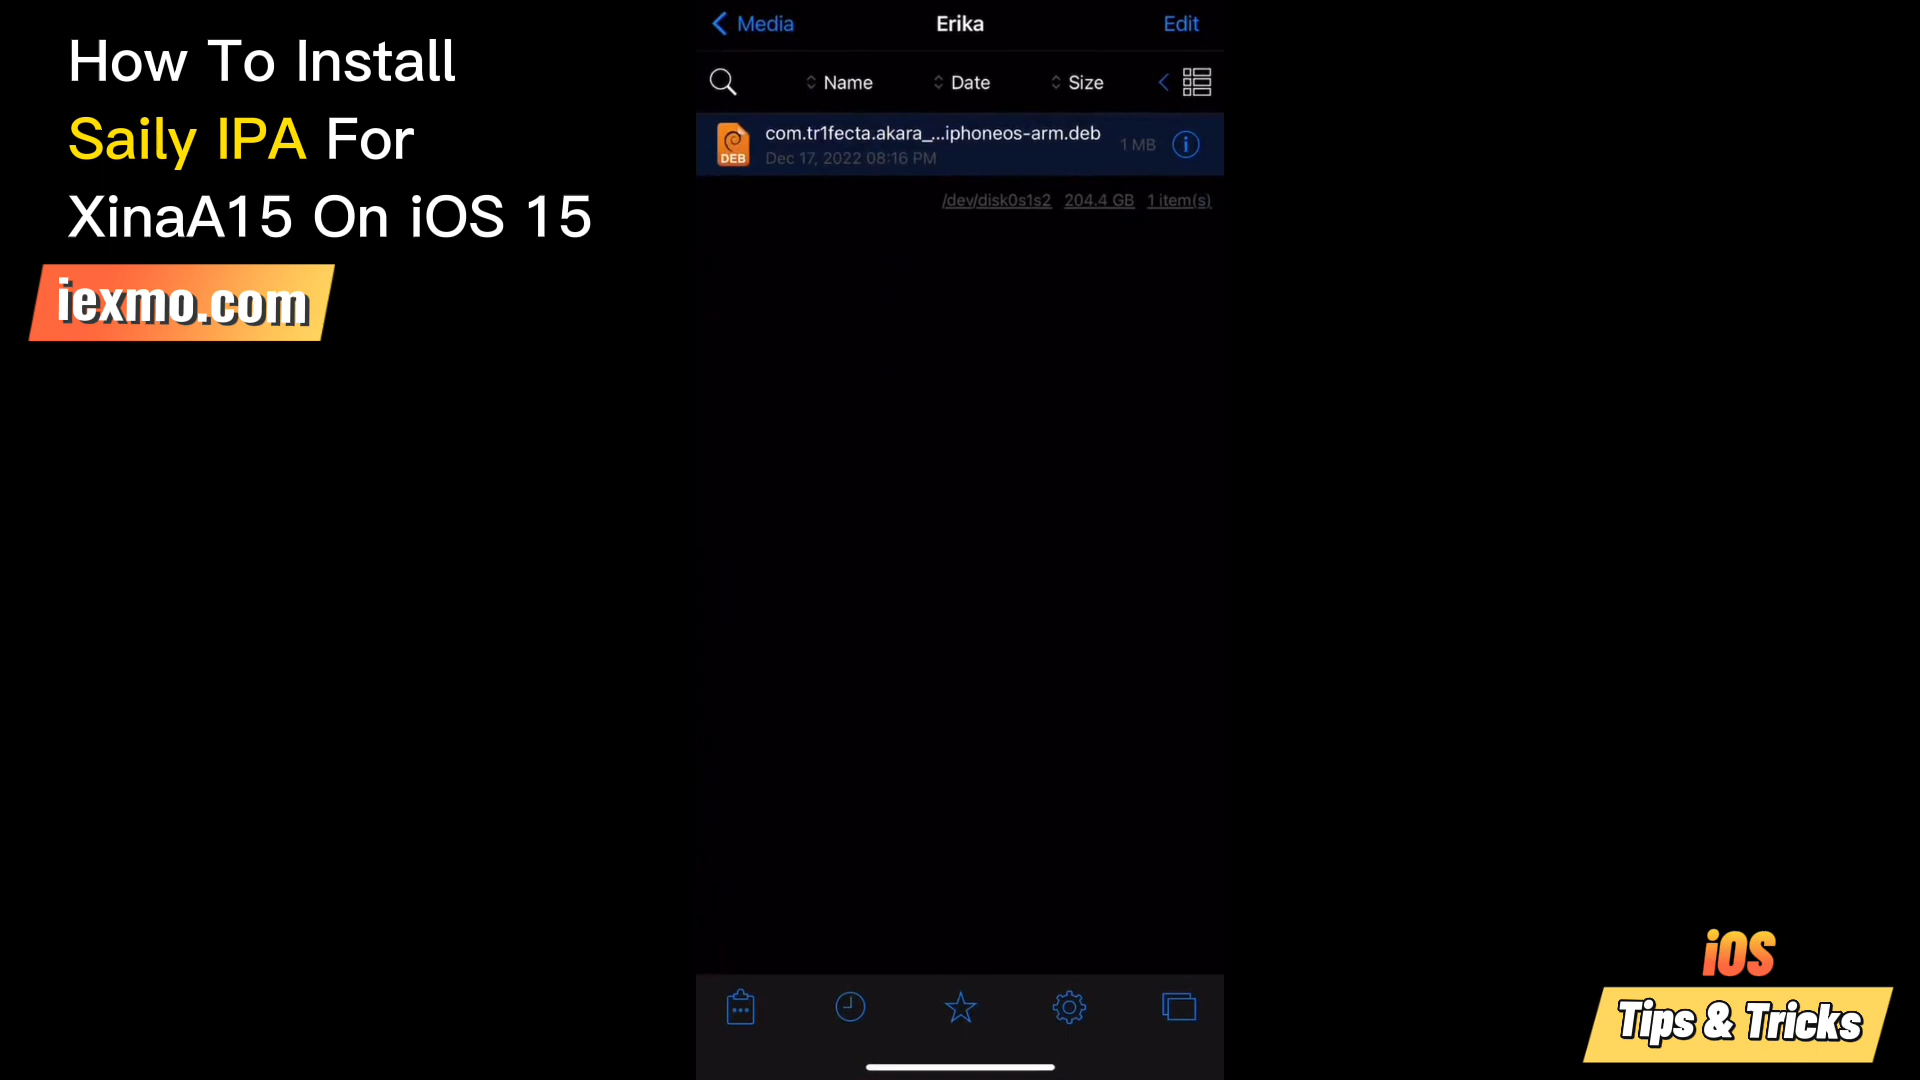 How To Install
Saily IPA For
XinaA15 On iOS 15
iexmo.com
Media
Erika
Edit
Name
Date
Size
com.tr1fecta.akara_...iphoneos-arm.deb
Dec 17, 2022 08:16 PM
1 MB
DEB
/dev/disk0s1s2 204.4 GB 1 item(s)
iOS
Tips & Tricks